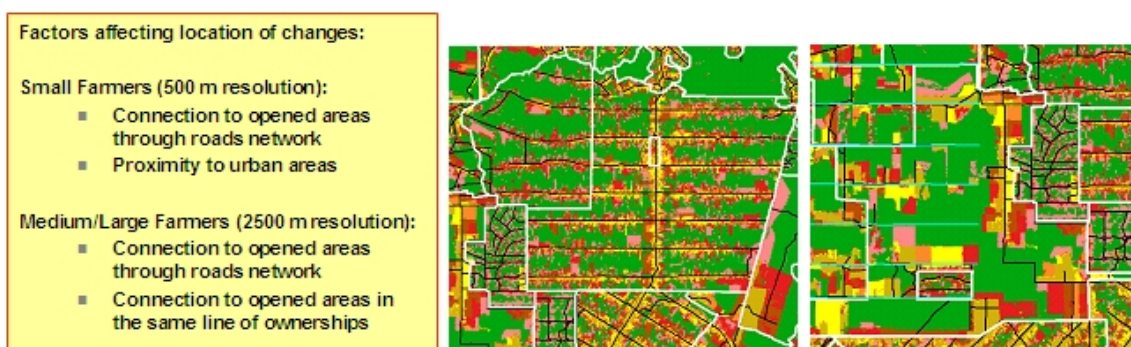 Factors affecting location of changes:
Small Farmers (500 m resolution):
▪ Connection to opened areas
through roads network
▪ Proximity to urban areas
Medium/Large Farmers (2500 m resolution):
▪ Connection to opened areas
through roads network
▪ Connection to opened areas in
the same line of ownerships